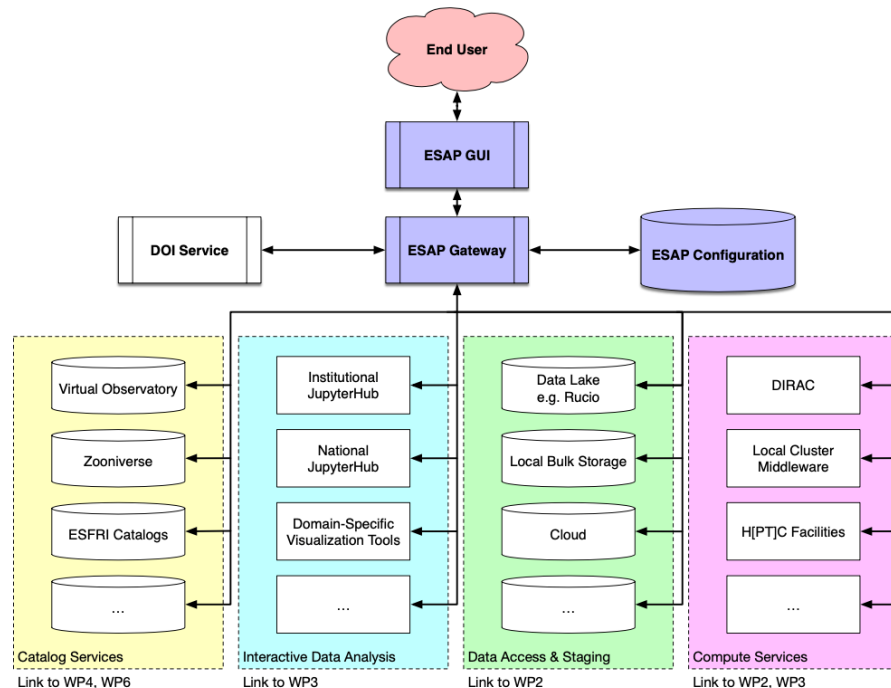 End User
ESAP GUI
DOI Service
ESAP Gateway
ESAP Configuration
Virtual Observatory
Zooniverse
ESFRI Catalogs
...
Catalog Services
Link to WP4, WP6
Institutional
JupyterHub
National
JupyterHub
Domain-Specific
Visualization Tools
...
Interactive Data Analysis
Link to WP3
Data Lake
e.g. Rucio
Local Bulk Storage
Cloud
...
Data Access & Staging
Link to WP2
DIRAC
Local Cluster
Middleware
H[PT]C Facilities
...
Compute Services
Link to WP2, WP3